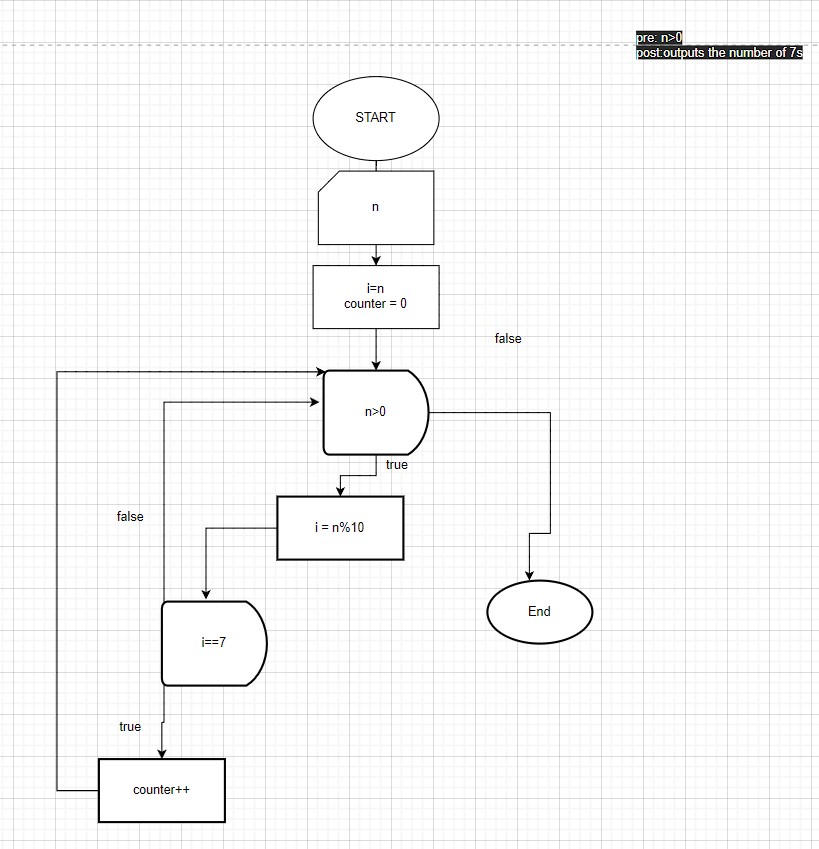 pre: n>0
post:outputs the number of 7s
START
n
i=n
counter = 0
false
n>0
true
i = n%10
false
End
i==7
true
counter++